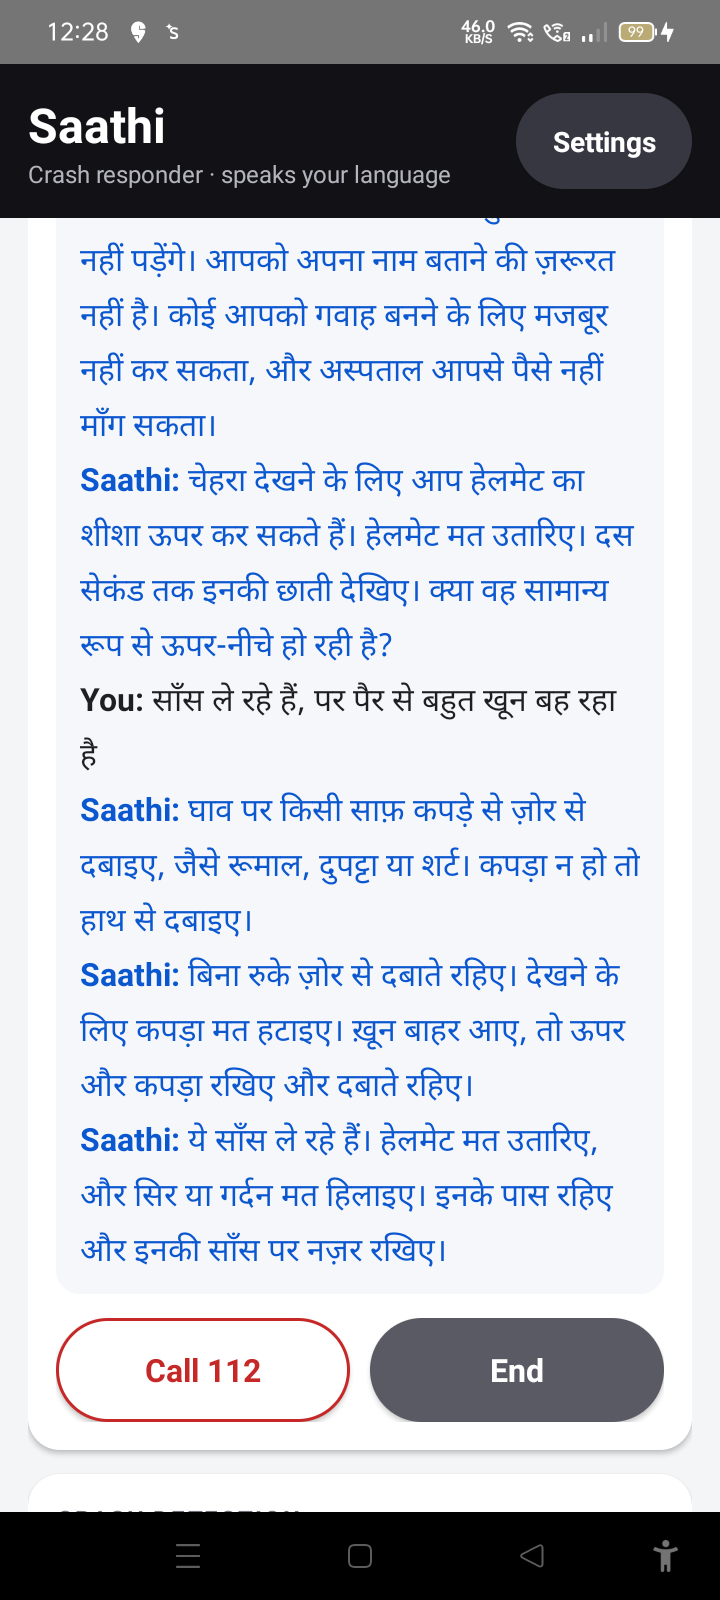 12:28
46.0
KB/S
99
Saathi
Settings
Crash responder · speaks your language
नहीं पड़ेंगे। आपको अपना नाम बताने की ज़रूरत
नहीं है। कोई आपको गवाह बनने के लिए मजबूर
नहीं कर सकता, और अस्पताल आपसे पैसे नहीं
माँग सकता।
Saathi: चेहरा देखने के लिए आप हेलमेट का
शीशा ऊपर कर सकते हैं। हेलमेट मत उतारिए। दस
सेकंड तक इनकी छाती देखिए। क्या वह सामान्य
रूप से ऊपर-नीचे हो रही है?
You: साँस ले रहे हैं, पर पैर से बहुत खून बह रहा
है
Saathi: घाव पर किसी साफ़ कपड़े से ज़ोर से
दबाइए, जैसे रूमाल, दुपट्टा या शर्ट। कपड़ा न हो तो
हाथ से दबाइए।
Saathi: बिना रुके ज़ोर से दबाते रहिए। देखने के
लिए कपड़ा मत हटाइए। ख़ून बाहर आए, तो ऊपर
और कपड़ा रखिए और दबाते रहिए।
Saathi: ये साँस ले रहे हैं। हेलमेट मत उतारिए,
और सिर या गर्दन मत हिलाइए। इनके पास रहिए
और इनकी साँस पर नज़र रखिए।
Call 112
End